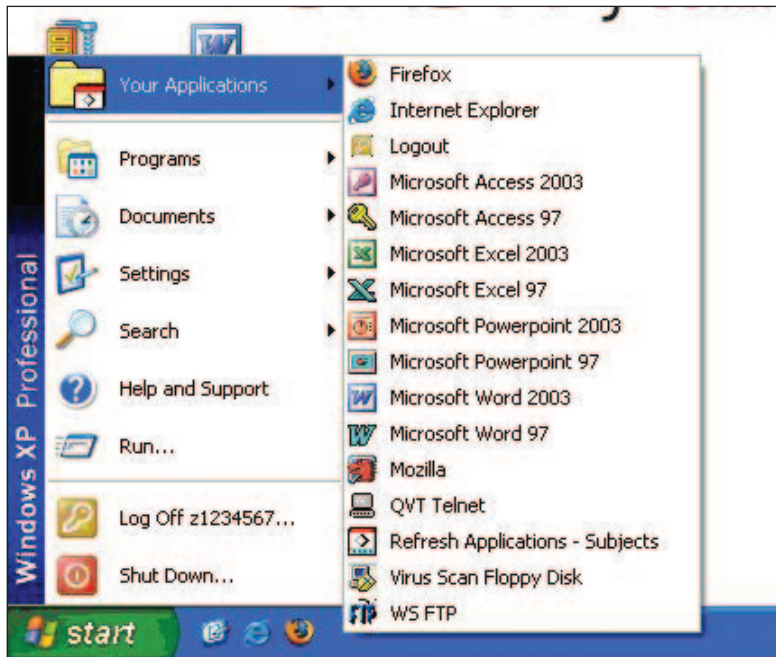 Your Applications
Programs
Documents
Settings
Search
Help and Support
Run...
Log Off z1234567...
Shut Down...
Windows XP Professional
start
Firefox
Internet Explorer
Logout
Microsoft Access 2003
Microsoft Access 97
Microsoft Excel 2003
Microsoft Excel 97
Microsoft Powerpoint 2003
Microsoft Powerpoint 97
Microsoft Word 2003
Microsoft Word 97
Mozilla
QVT Telnet
Refresh Applications - Subjects
Virus Scan Floppy Disk
WS FTP